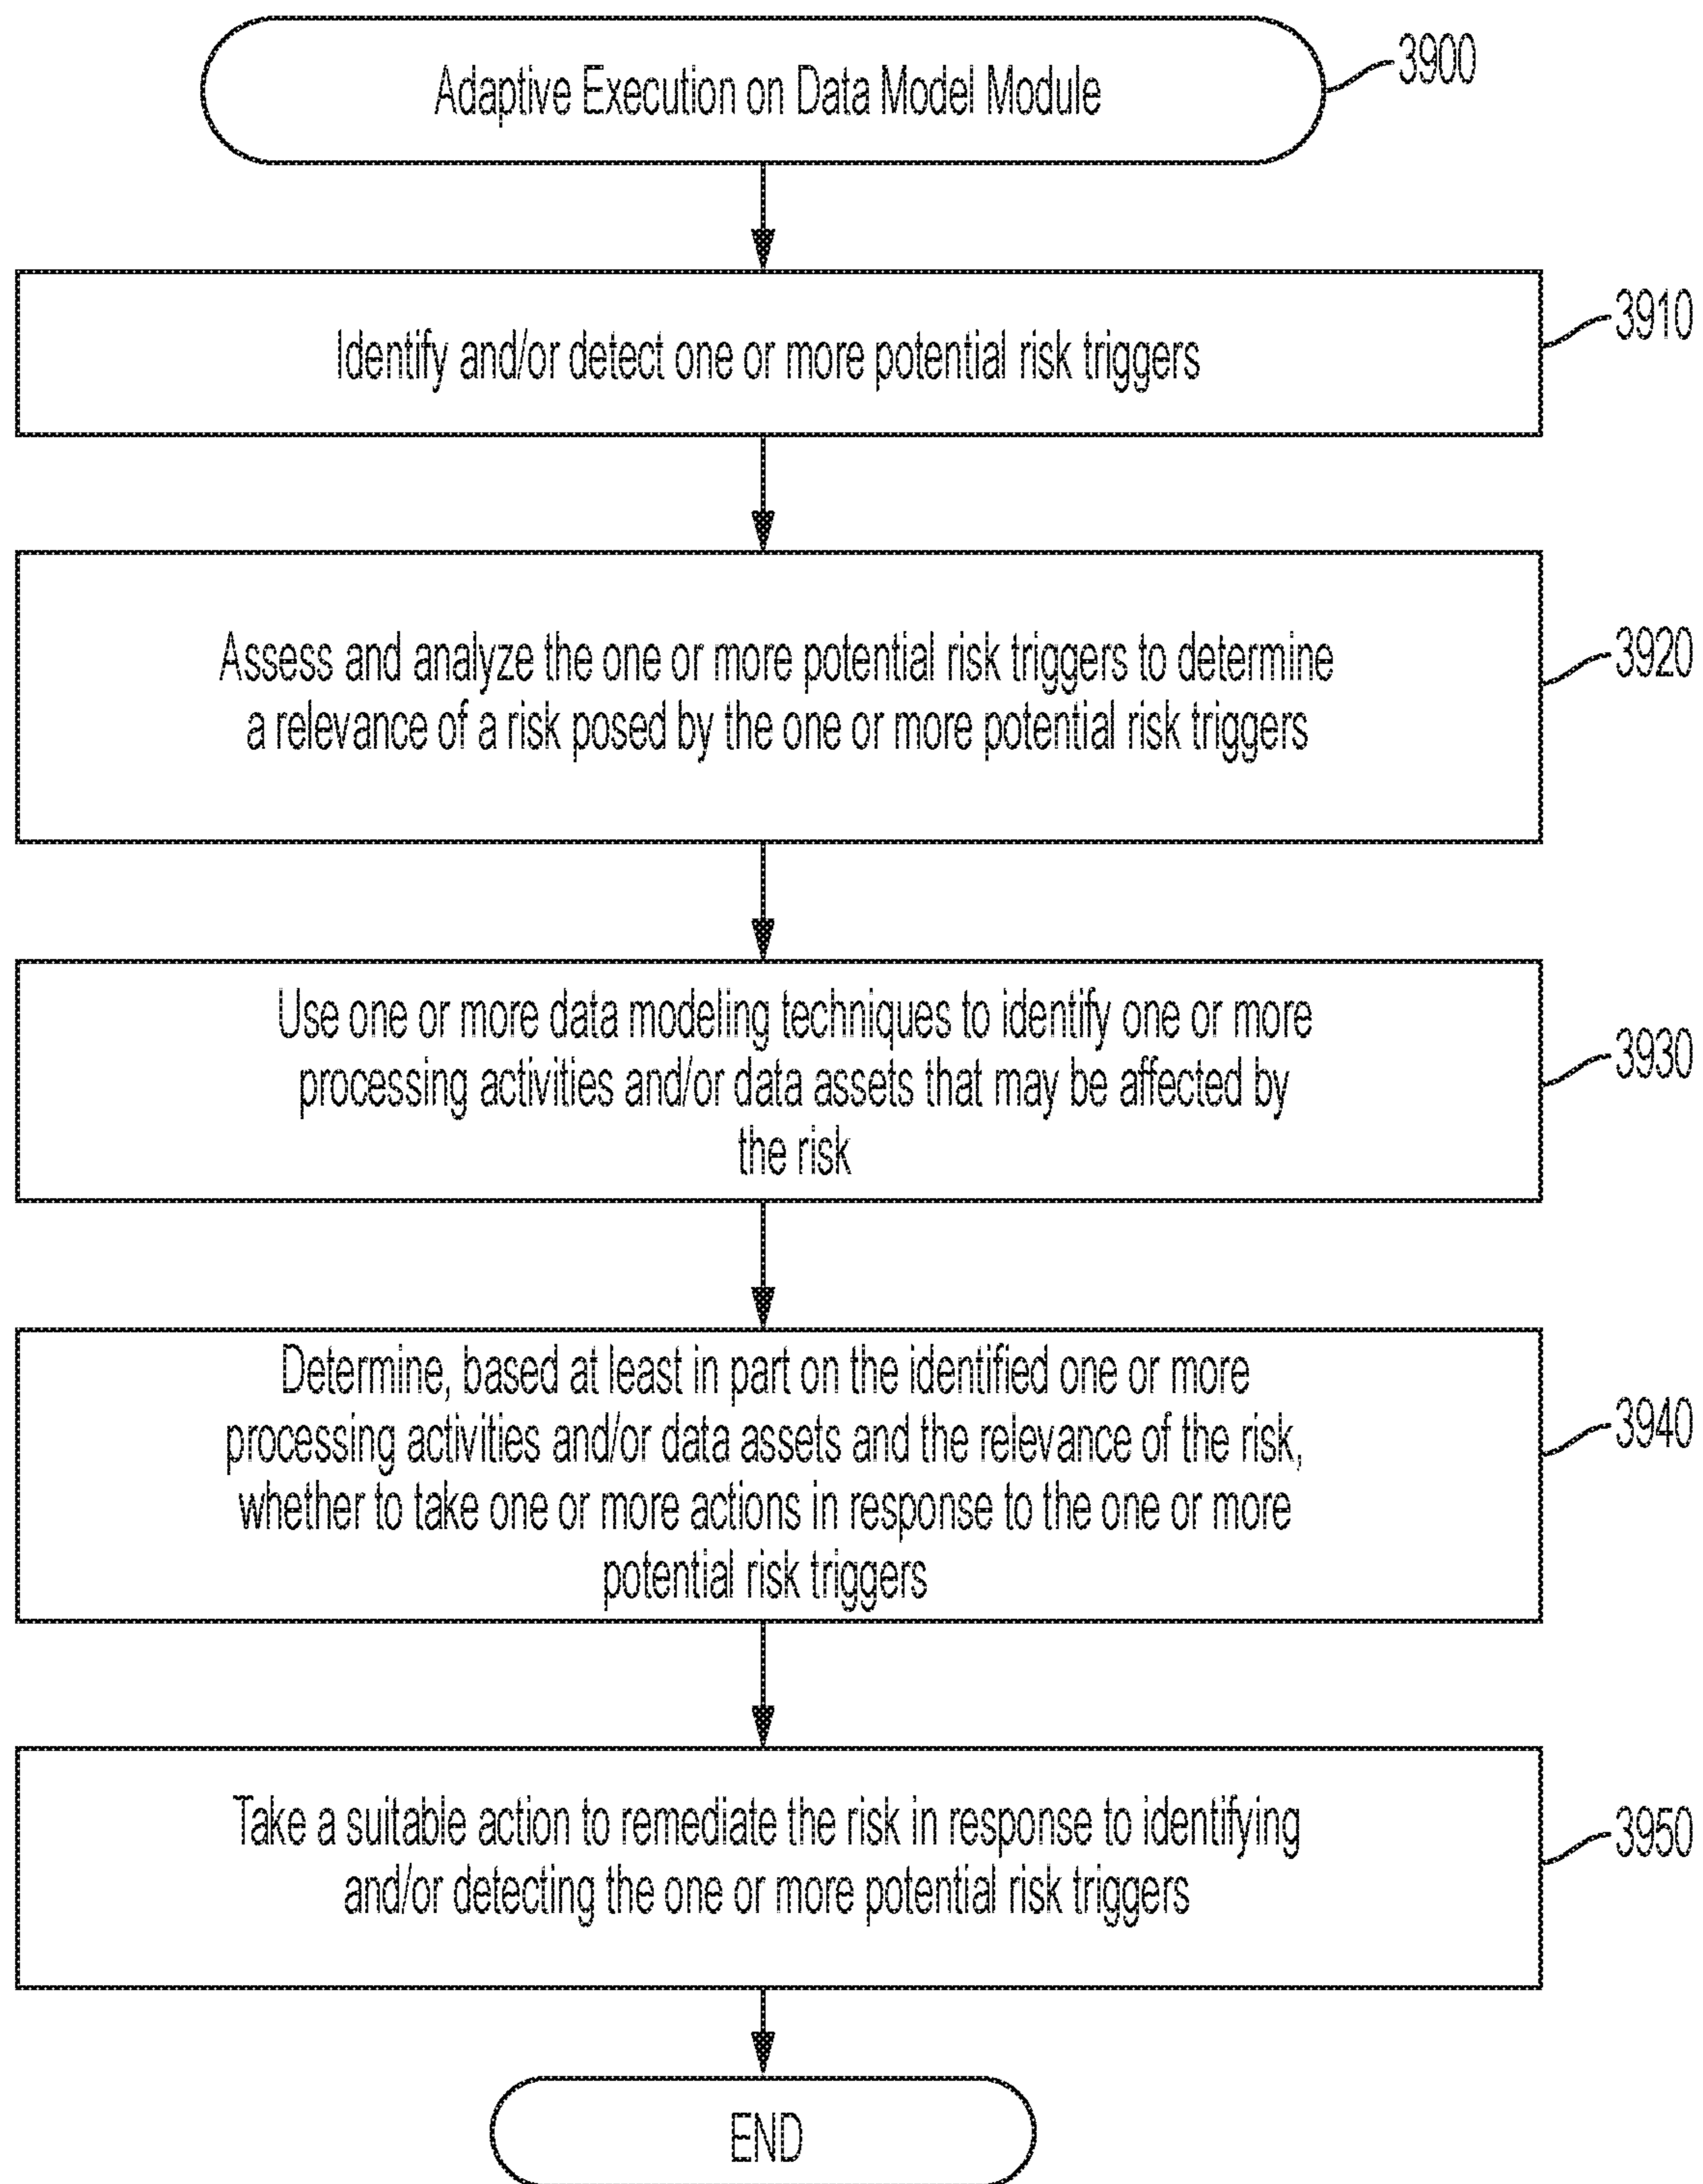 Adaptive Execution on Data Model Module
3900
Identify and/or detect one or more potential risk triggers
3910
Assess and analyze the one or more potential risk triggers to determine
a relevance of a risk posed by the one or more potential risk triggers
3920
Use one or more data modeling techniques to identify one or more
processing activities and/or data assets that may be affected by
the risk
3930
Determine, based at least in part on the identified one or more
processing activities and/or data assets and the relevance of the risk,
whether to take one or more actions in response to the one or more
potential risk triggers
3940
Take a suitable action to remediate the risk in response to identifying
and/or detecting the one or more potential risk triggers
3950
END